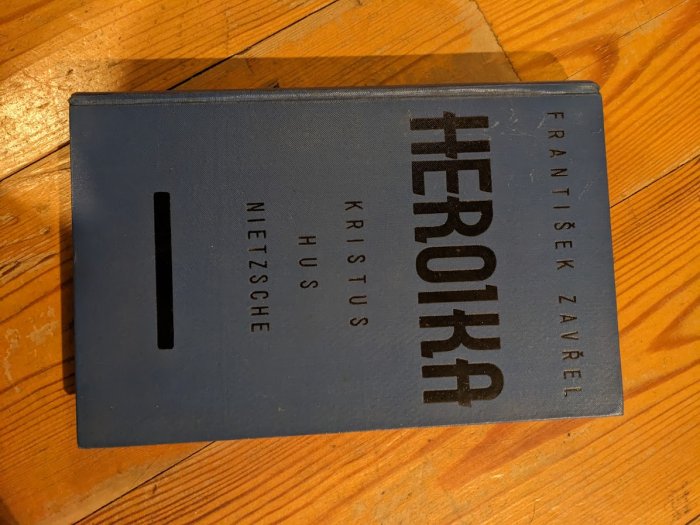 FRANTIŠEK ZAVŘEL
HEROIKA
KRISTUS
HUS
NIETZSCHE